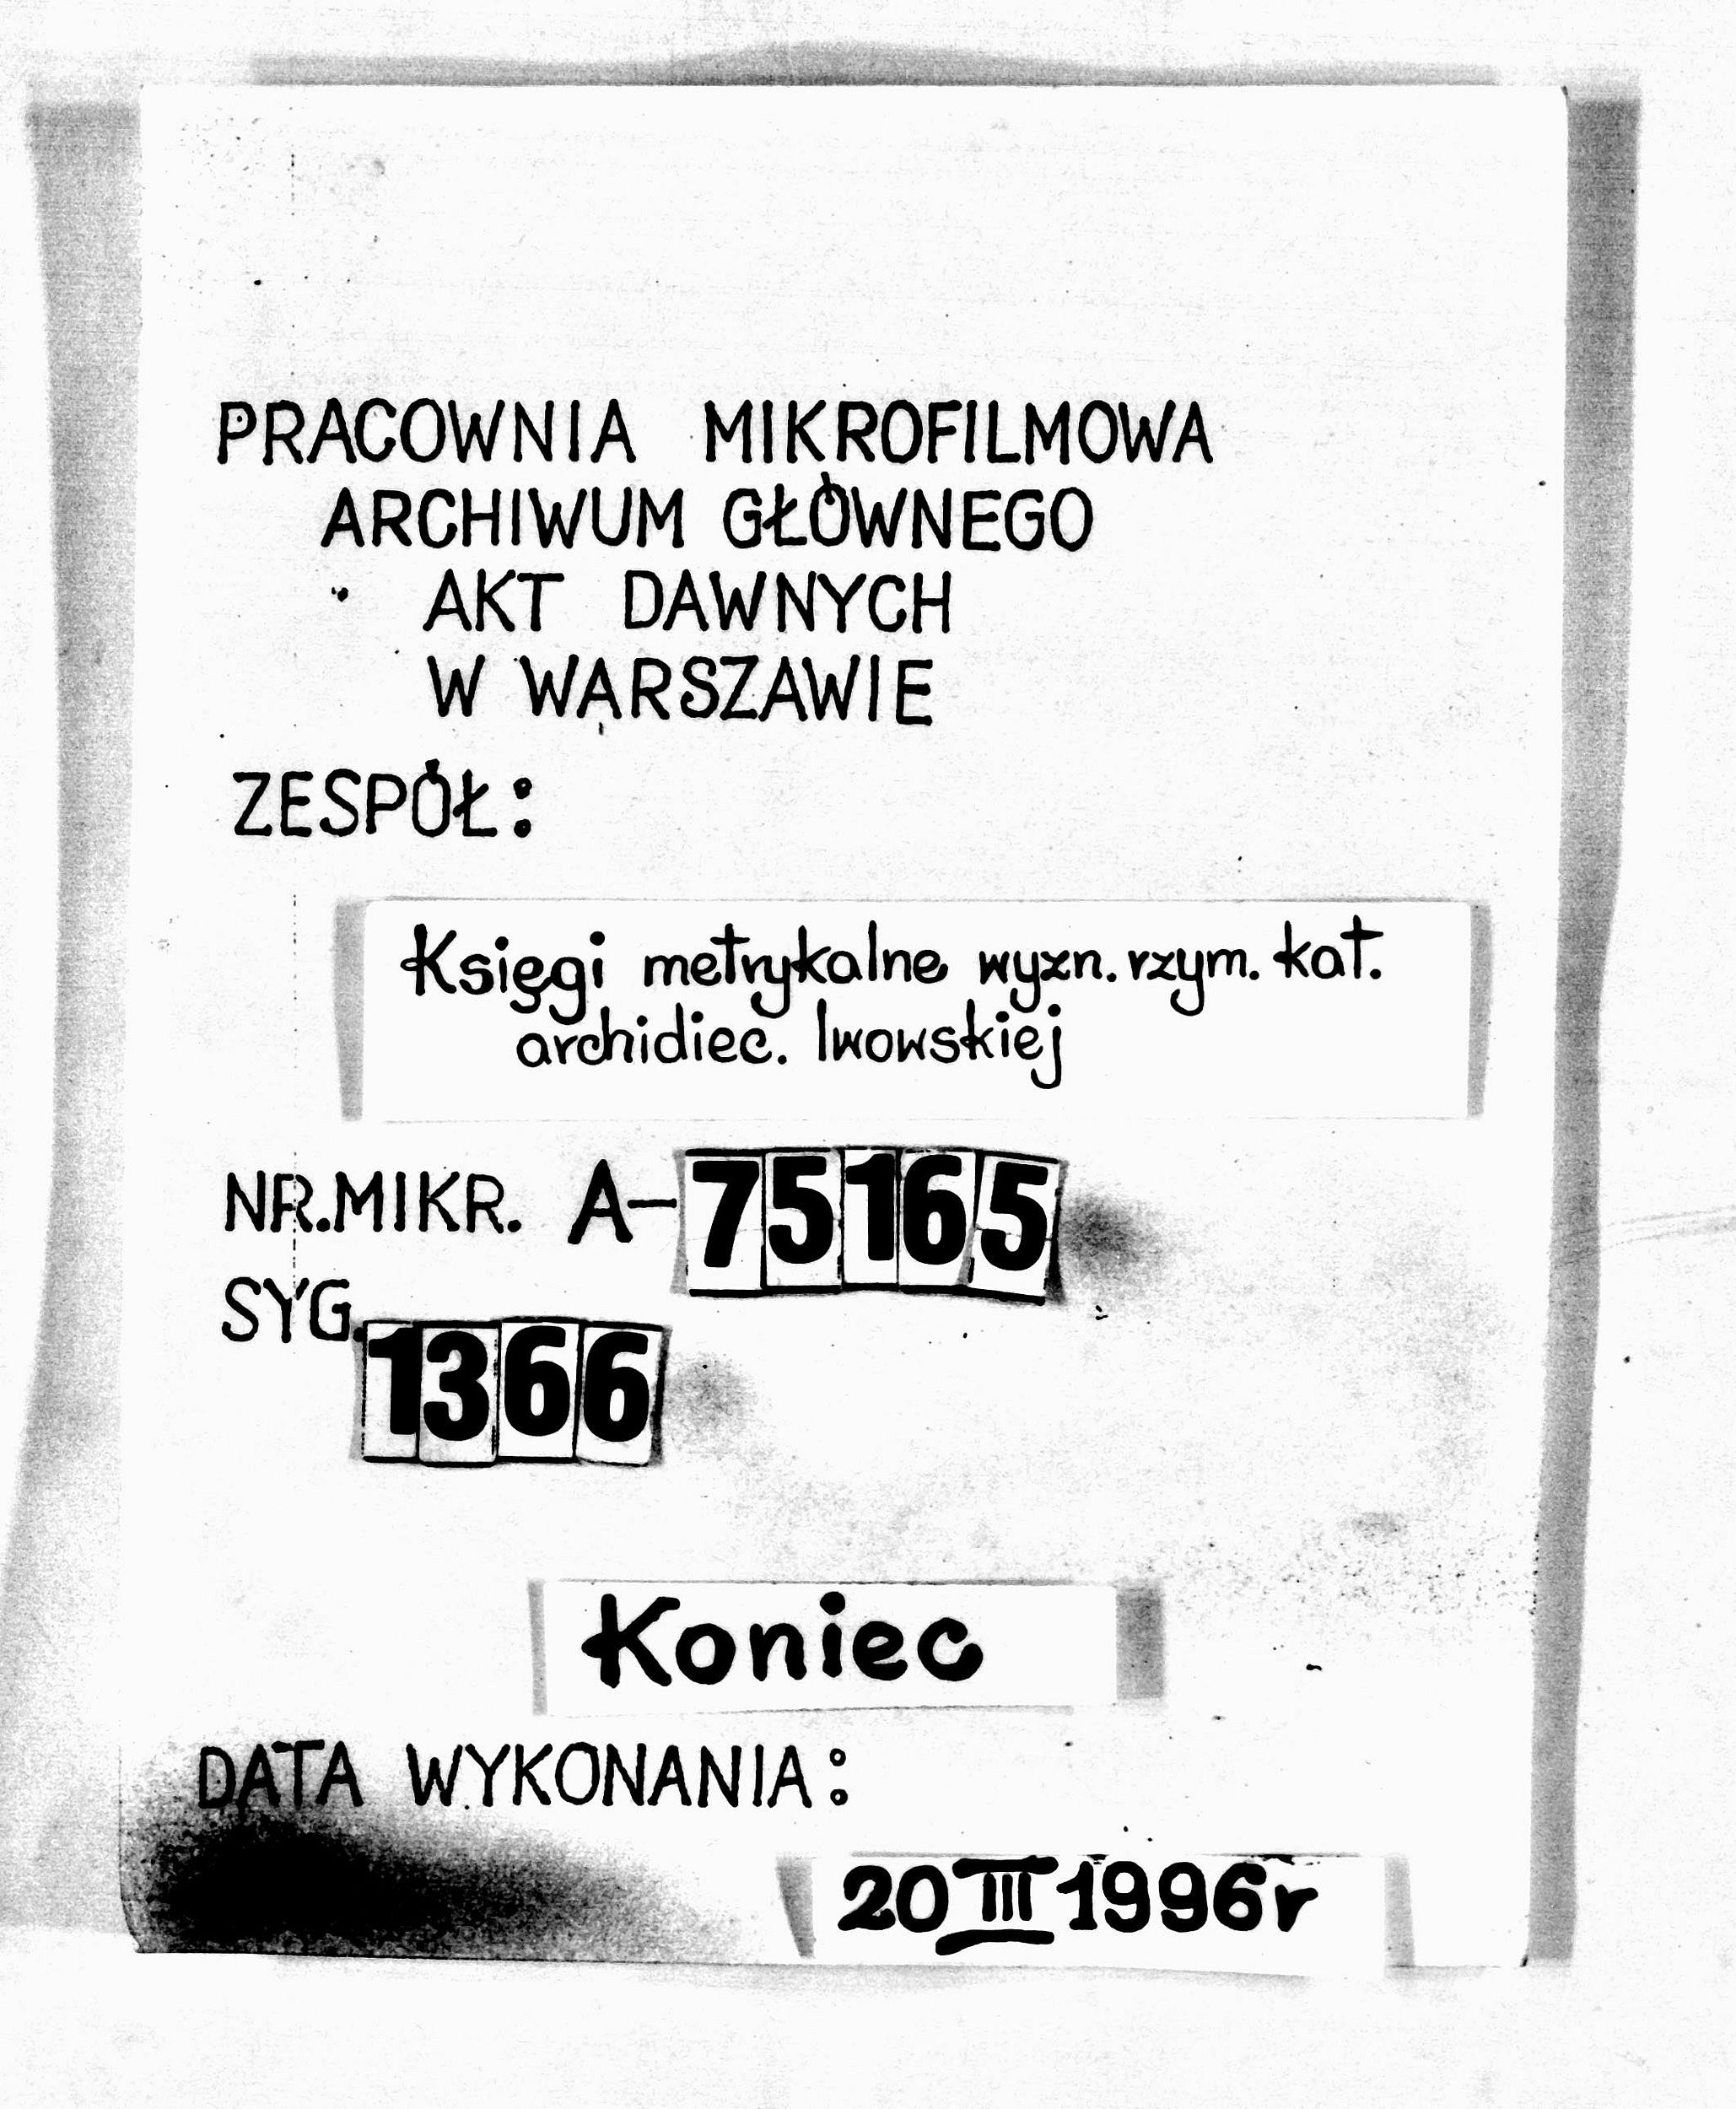 PRACOWNIA MIKROFILMOWA
ARCHIWUM GŁÓWNEGO
AKT DAWNYCH
W WARSZAWIE
ZESPÓŁ:
Księgi metrykalne wyzn. rzym. kat.
archidiec. lwowskiej
NR.MIKR. A-75165
SYG.
1366
Koniec
DATA WYKONANIA:
20 III 1996r